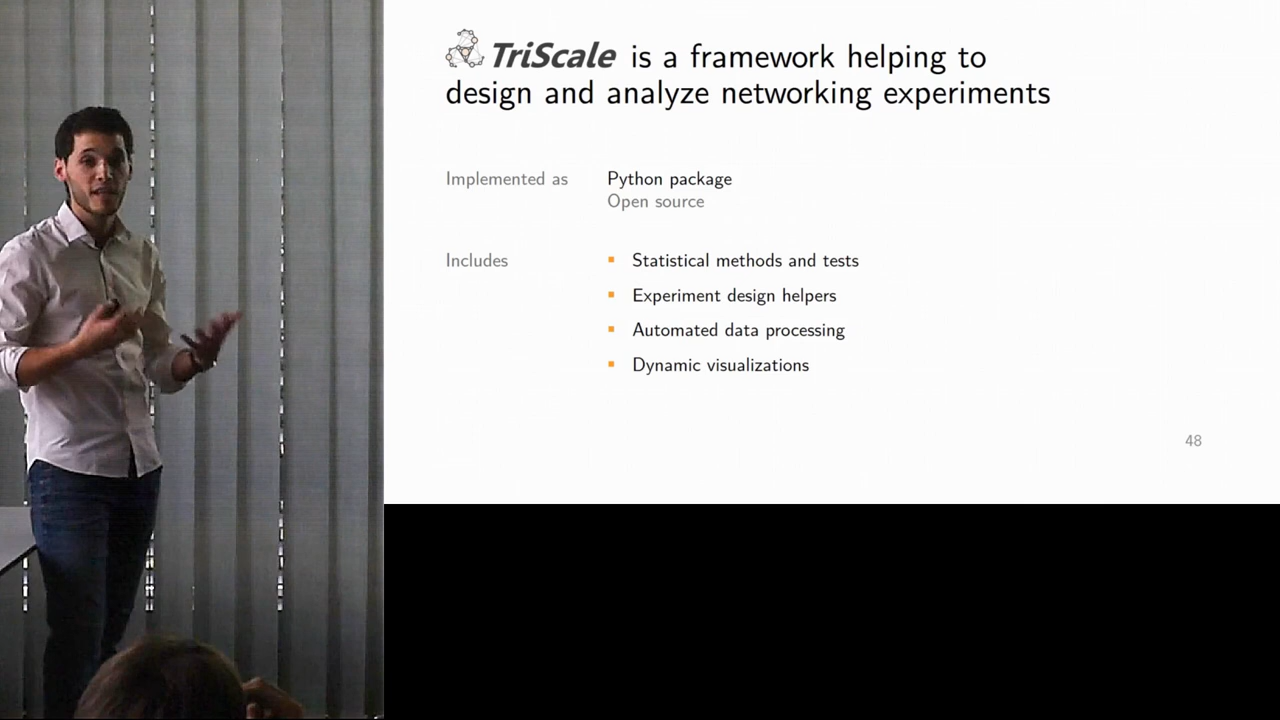 TriScale is a framework helping to
design and analyze networking experiments
Implemented as Python package
Open source
Includes ▪ Statistical methods and tests
▪ Experiment design helpers
▪ Automated data processing
▪ Dynamic visualizations
48